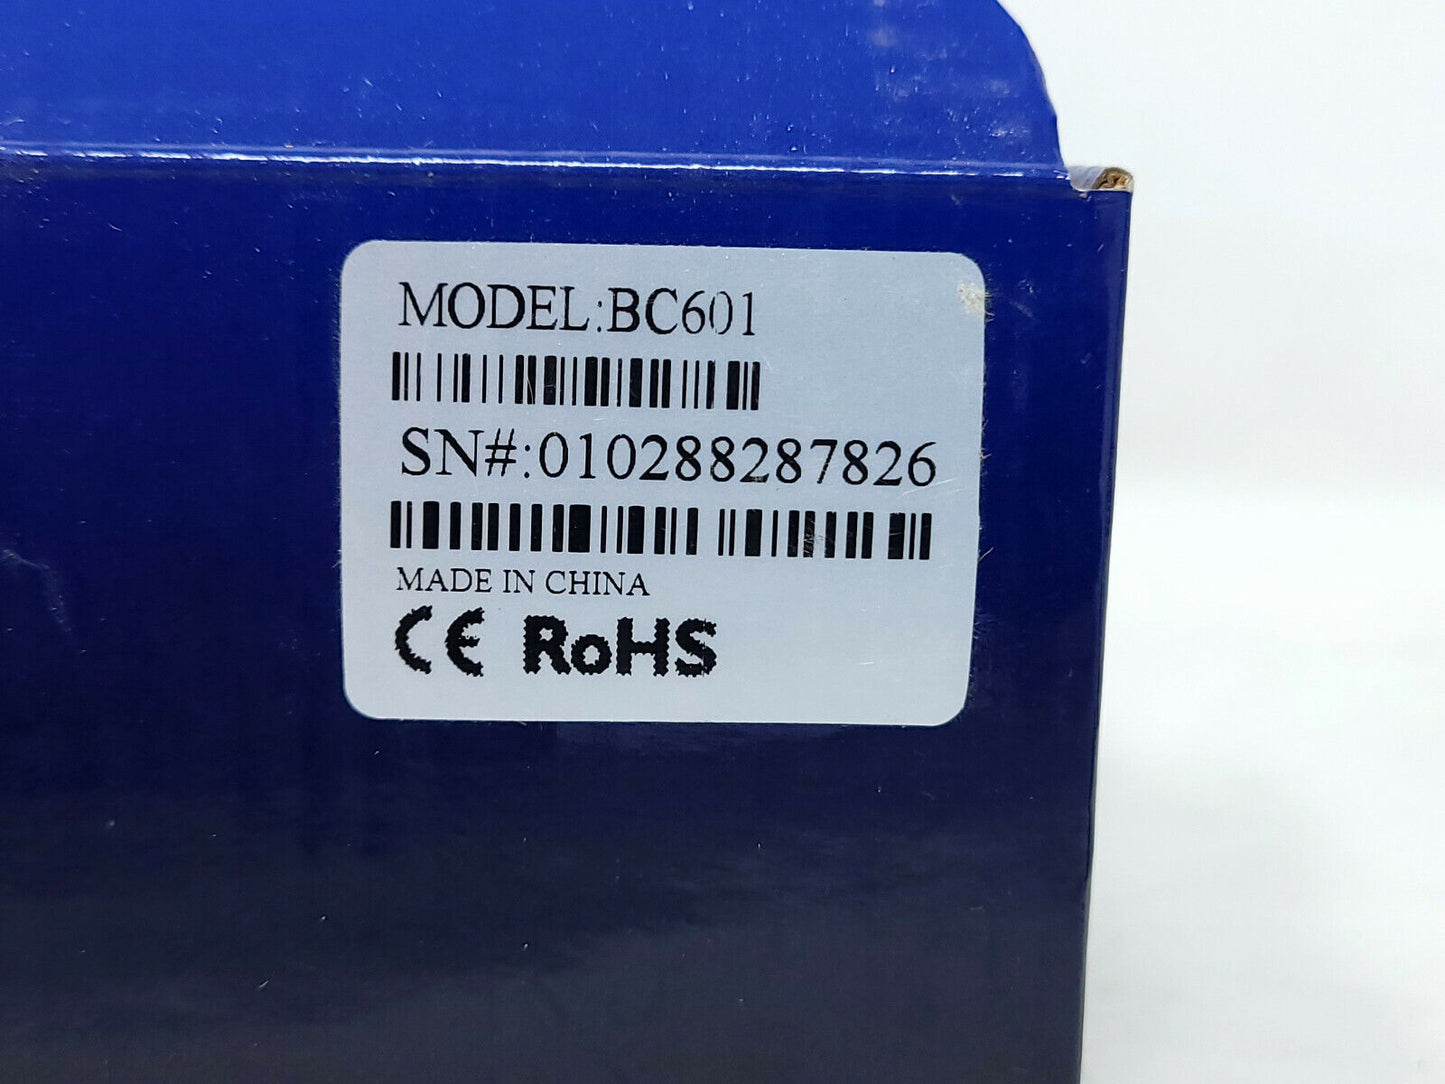 MODEL:BC601
SN#:010288287826
MADE IN CHINA
CE RoHS